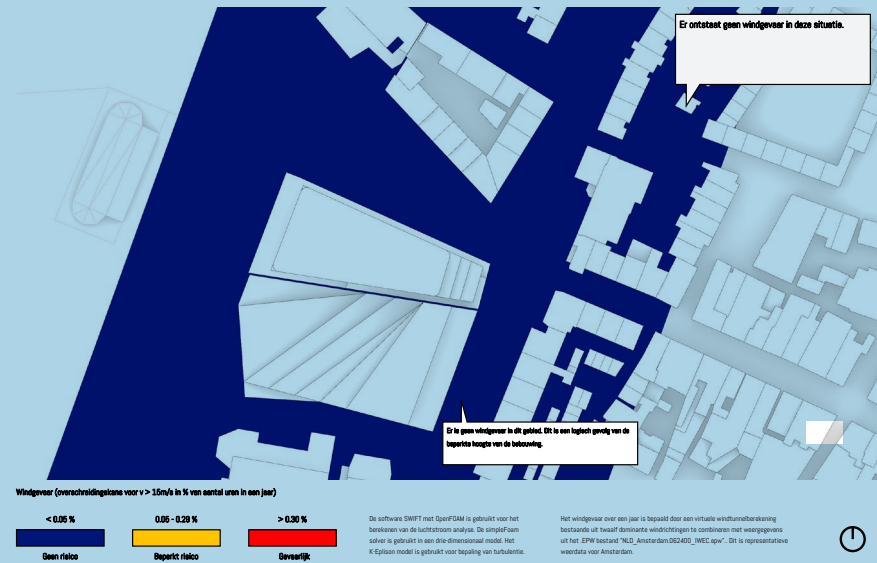 Er ontstaat geen windgevaar in deze situatie.
Er is geen windgevaar in dit gebied. Dit is een logisch gevolg van de
beperkte hoogte van de bebouwing.
Windgevaar (overschreidingskans voor v > 15m/s in % van aantal uren in een jaar)
< 0.05 %
0.05 - 0.29 %
> 0.30 %
Geen risico
Beperkt risico
Gevaarlijk
De software SWIFT met OpenFOAM is gebruikt voor het
berekenen van de luchtstroom analyse. De simpleFoam
solver is gebruikt in een drie-dimensionaal model. Het
K-Eplison model is gebruikt voor bepaling van turbulentie.
Het windgevaar over een jaar is bepaald door een virtuele windtunnelberekening
bestaande uit twaalf dominante windrichtingen te combineren met weergegevens
uit het .EPW bestand "NLD_Amsterdam.062400_IWEC.epw". . Dit is representatieve
weerdata voor Amsterdam.